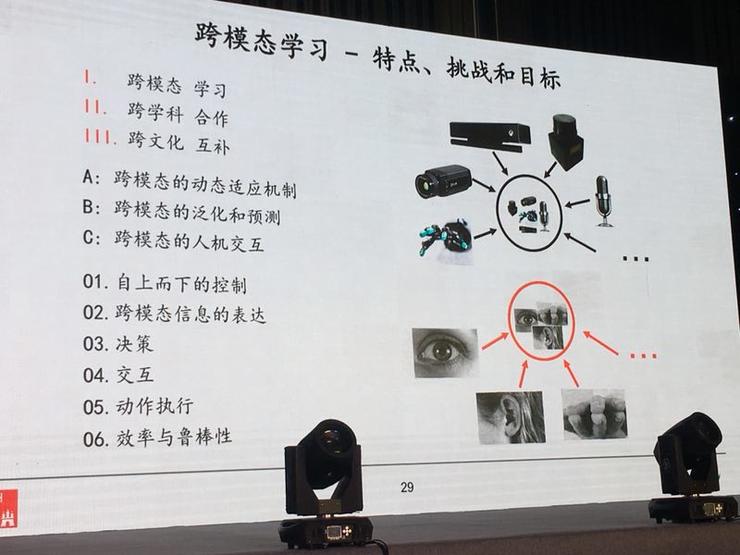 跨模态学习 - 特点、挑战和目标
I. 跨模态 学习
II. 跨学科 合作
III. 跨文化 互补
A: 跨模态的动态适应机制
B: 跨模态的泛化和预测
C: 跨模态的人机交互
01. 自上而下的控制
02. 跨模态信息的表达
03. 决策
04. 交互
05. 动作执行
06. 效率与鲁棒性
29